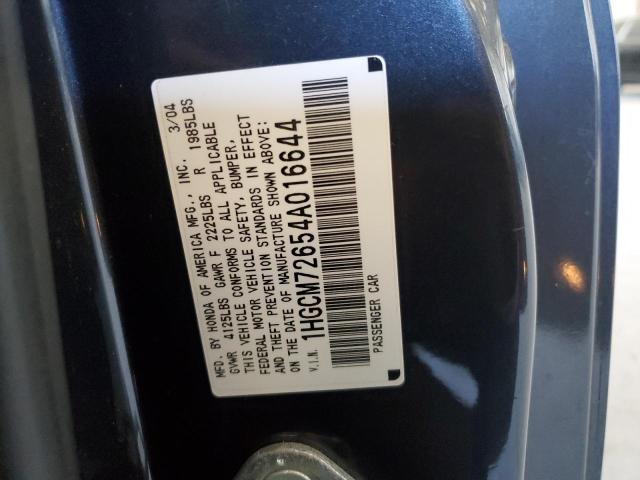 MFD. BY HONDA OF AMERICA MFG., INC. 3/04
GVWR 4125LBS GAWR F 2225LBS R 1985LBS
THIS VEHICLE CONFORMS TO ALL APPLICABLE
FEDERAL MOTOR VEHICLE SAFETY, BUMPER,
AND THEFT PREVENTION STANDARDS IN EFFECT
ON THE DATE OF MANUFACTURE SHOWN ABOVE:
V.I.N. 1HGCM72654A016644
PASSENGER CAR